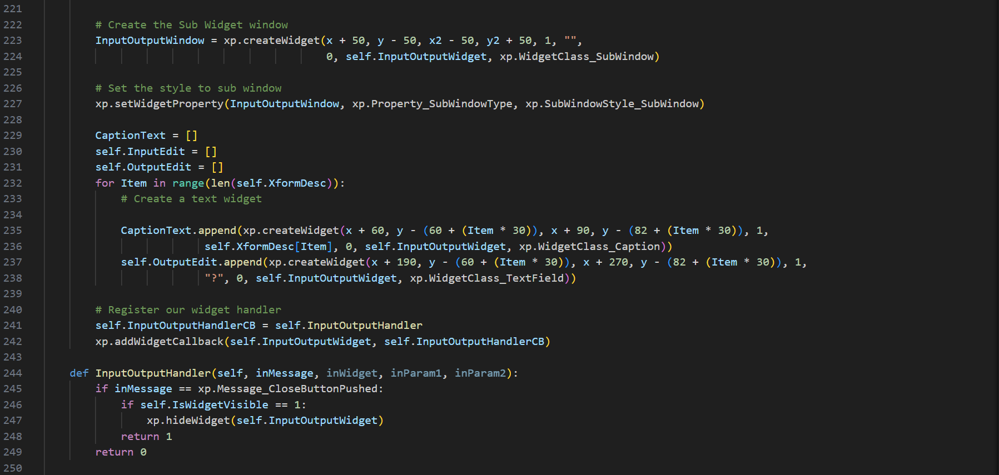 221
222 # Create the Sub Widget window
223 InputOutputWindow = xp.createWidget(x + 50, y - 50, x2 - 50, y2 + 50, 1, "",
224 0, self.InputOutputWidget, xp.WidgetClass_SubWindow)
225
226 # Set the style to sub window
227 xp.setWidgetProperty(InputOutputWindow, xp.Property_SubWindowType, xp.SubWindowStyle_SubWindow)
228
229 CaptionText = []
230 self.InputEdit = []
231 self.OutputEdit = []
232 for Item in range(len(self.XformDesc)):
233 # Create a text widget
234
235 CaptionText.append(xp.createWidget(x + 60, y - (60 + (Item * 30)), x + 90, y - (82 + (Item * 30)), 1,
236 self.XformDesc[Item], 0, self.InputOutputWidget, xp.WidgetClass_Caption))
237 self.OutputEdit.append(xp.createWidget(x + 190, y - (60 + (Item * 30)), x + 270, y - (82 + (Item * 30)), 1,
238 "?", 0, self.InputOutputWidget, xp.WidgetClass_TextField))
239
240 # Register our widget handler
241 self.InputOutputHandlerCB = self.InputOutputHandler
242 xp.addWidgetCallback(self.InputOutputWidget, self.InputOutputHandlerCB)
243
244 def InputOutputHandler(self, inMessage, inWidget, inParam1, inParam2):
245 if inMessage == xp.Message_CloseButtonPushed:
246 if self.IsWidgetVisible == 1:
247 xp.hideWidget(self.InputOutputWidget)
248 return 1
249 return 0
250